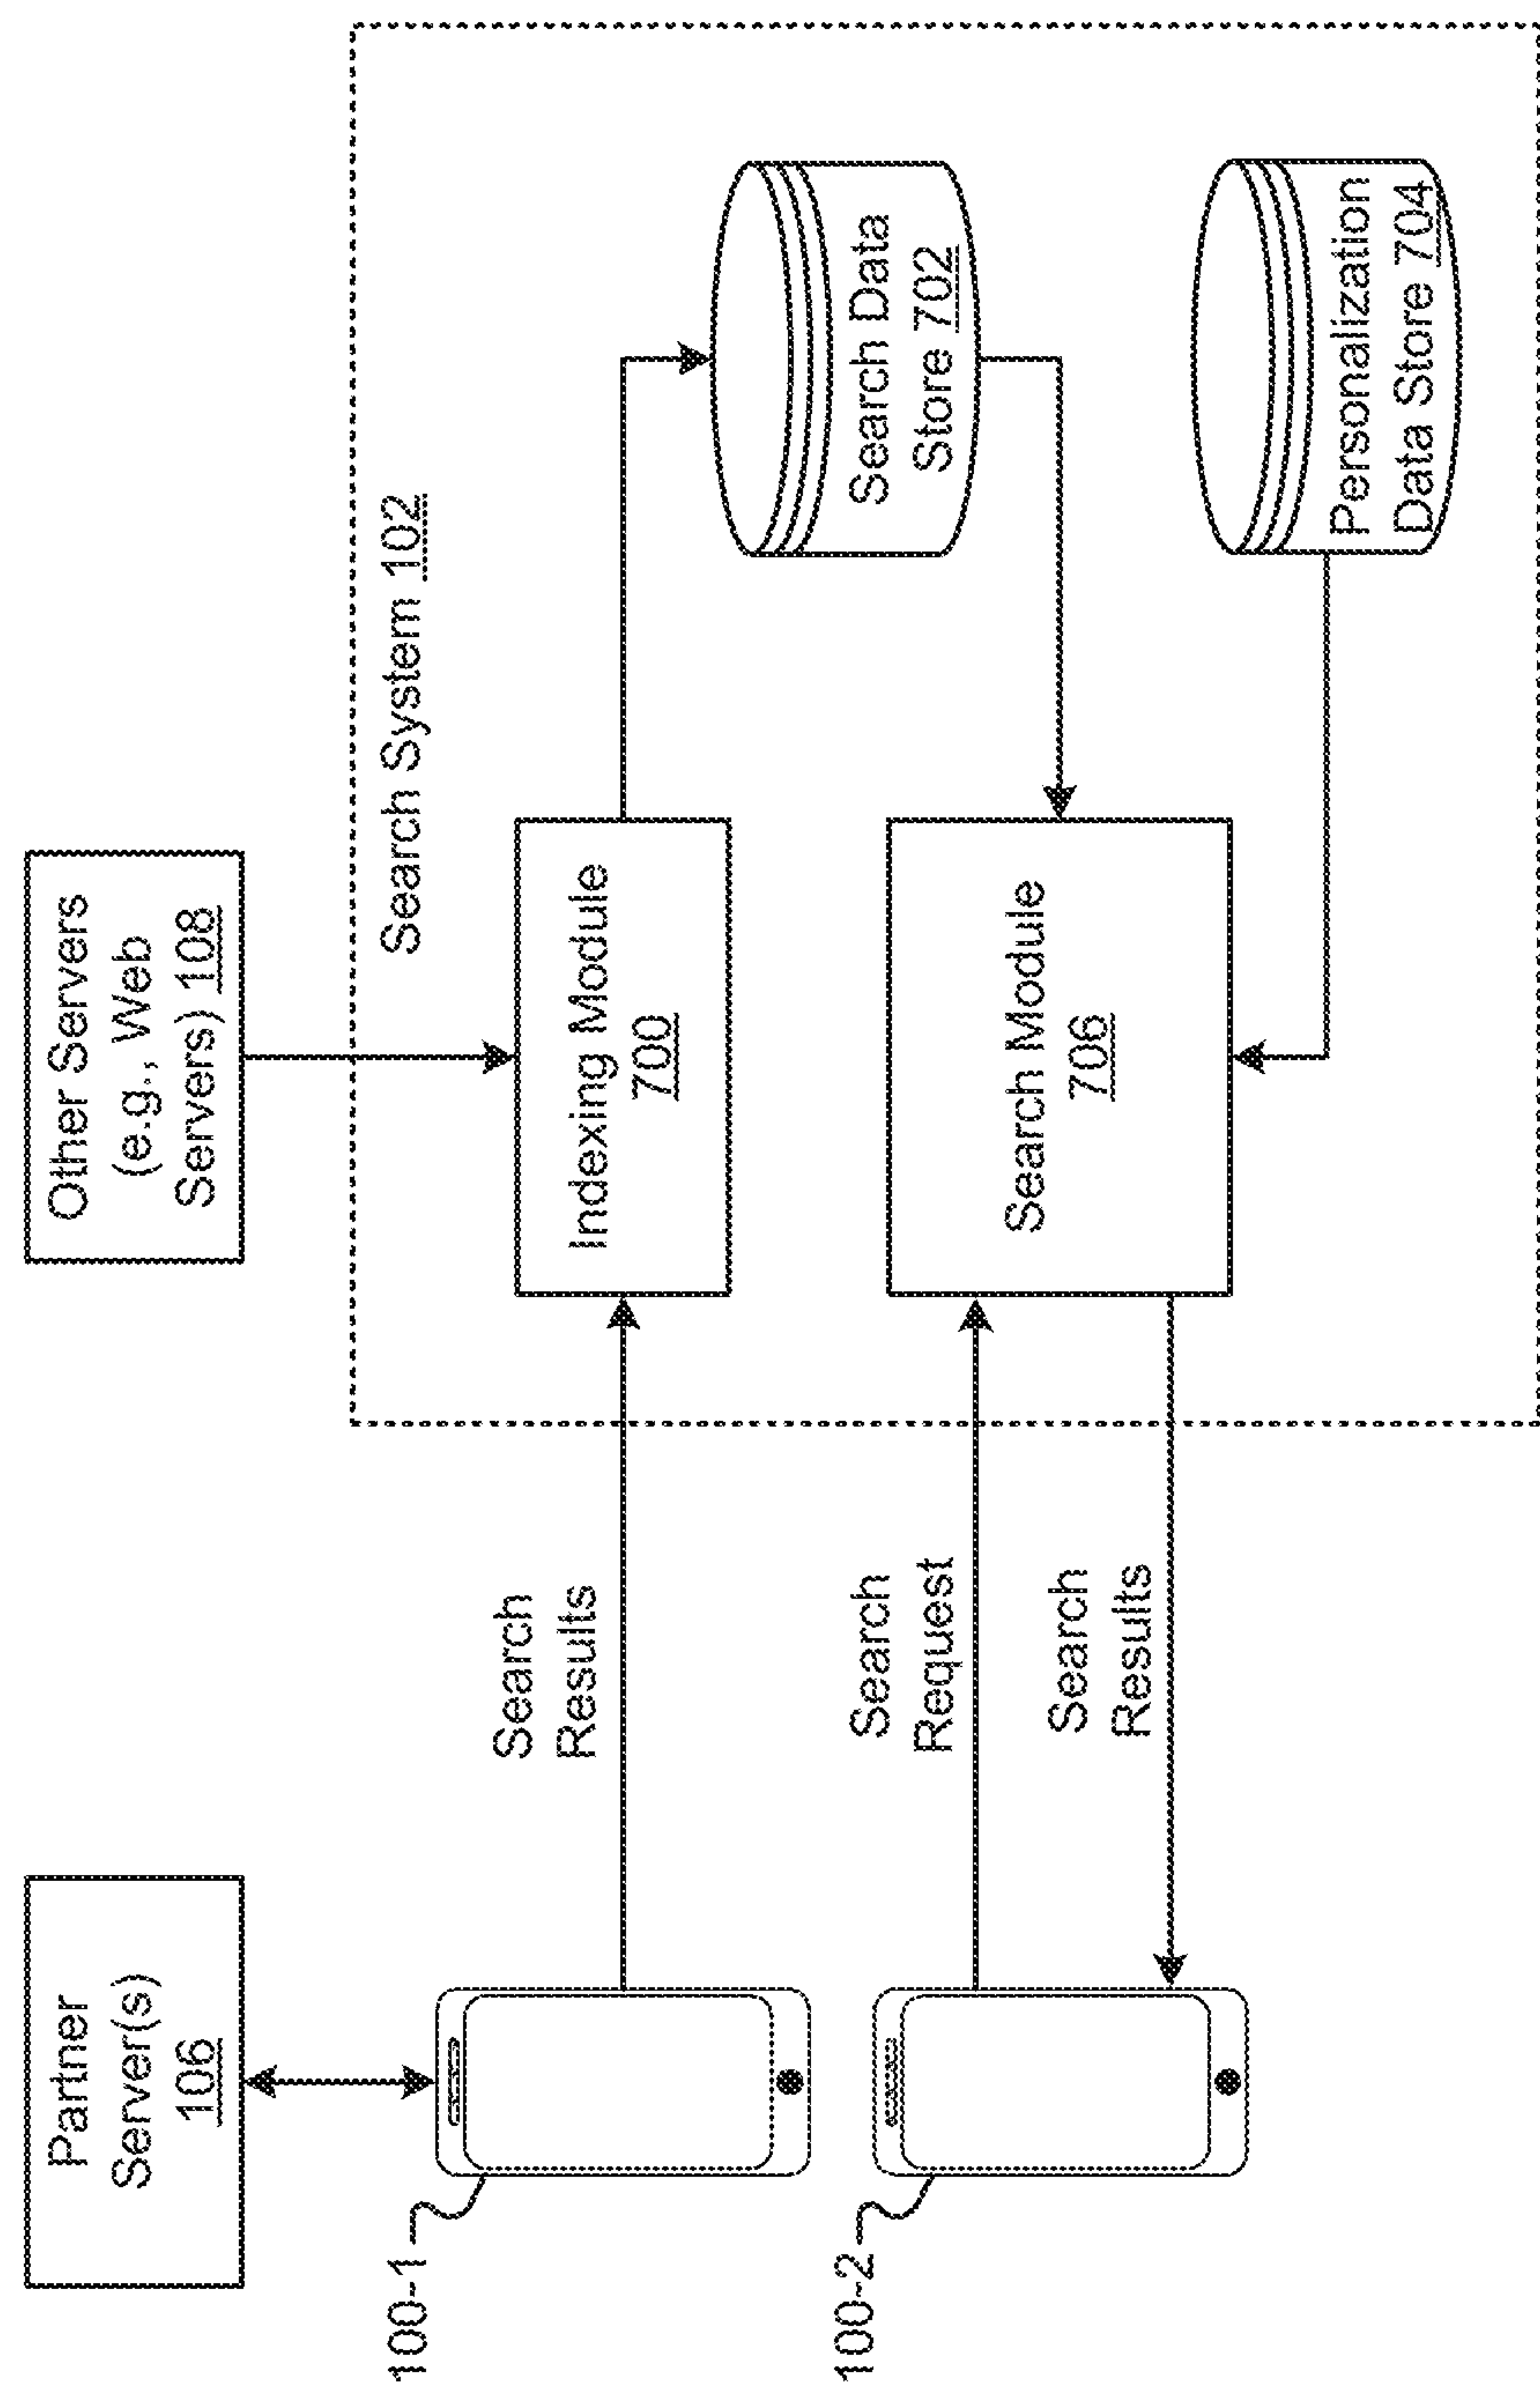 Partner
Server(s)
106
Other Servers
(e.g., Web
Servers) 108
Search System 102
100-1
Search
Results
Indexing Module
700
Search Data
Store 702
100-2
Search
Request
Search
Results
Search Module
706
Personalization
Data Store 704